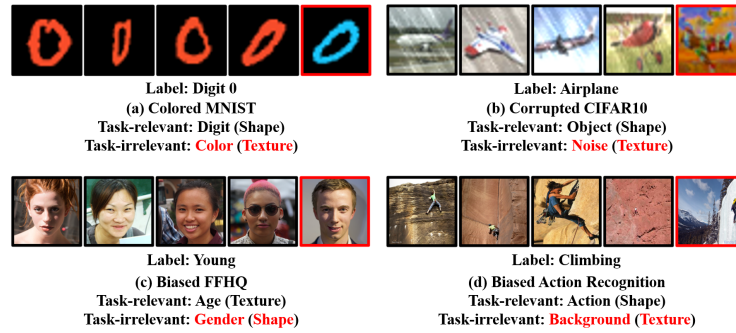 Label: Digit 0
(a) Colored MNIST
Task-relevant: Digit (Shape)
Task-irrelevant: Color (Texture)
Label: Airplane
(b) Corrupted CIFAR10
Task-relevant: Object (Shape)
Task-irrelevant: Noise (Texture)
Label: Young
(c) Biased FFHQ
Task-relevant: Age (Texture)
Task-irrelevant: Gender (Shape)
Label: Climbing
(d) Biased Action Recognition
Task-relevant: Action (Shape)
Task-irrelevant: Background (Texture)